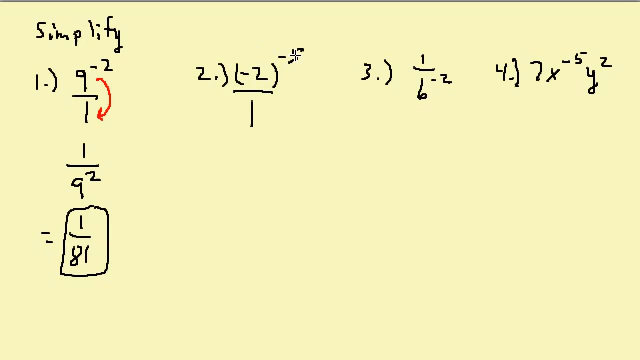 Simplify
1.) 9^-2 / 1
2.) (-2)^- / 1
3.) 1 / 6^-2
4.) 7x^-5 y^2
1 / 9^2
= 1 / 81